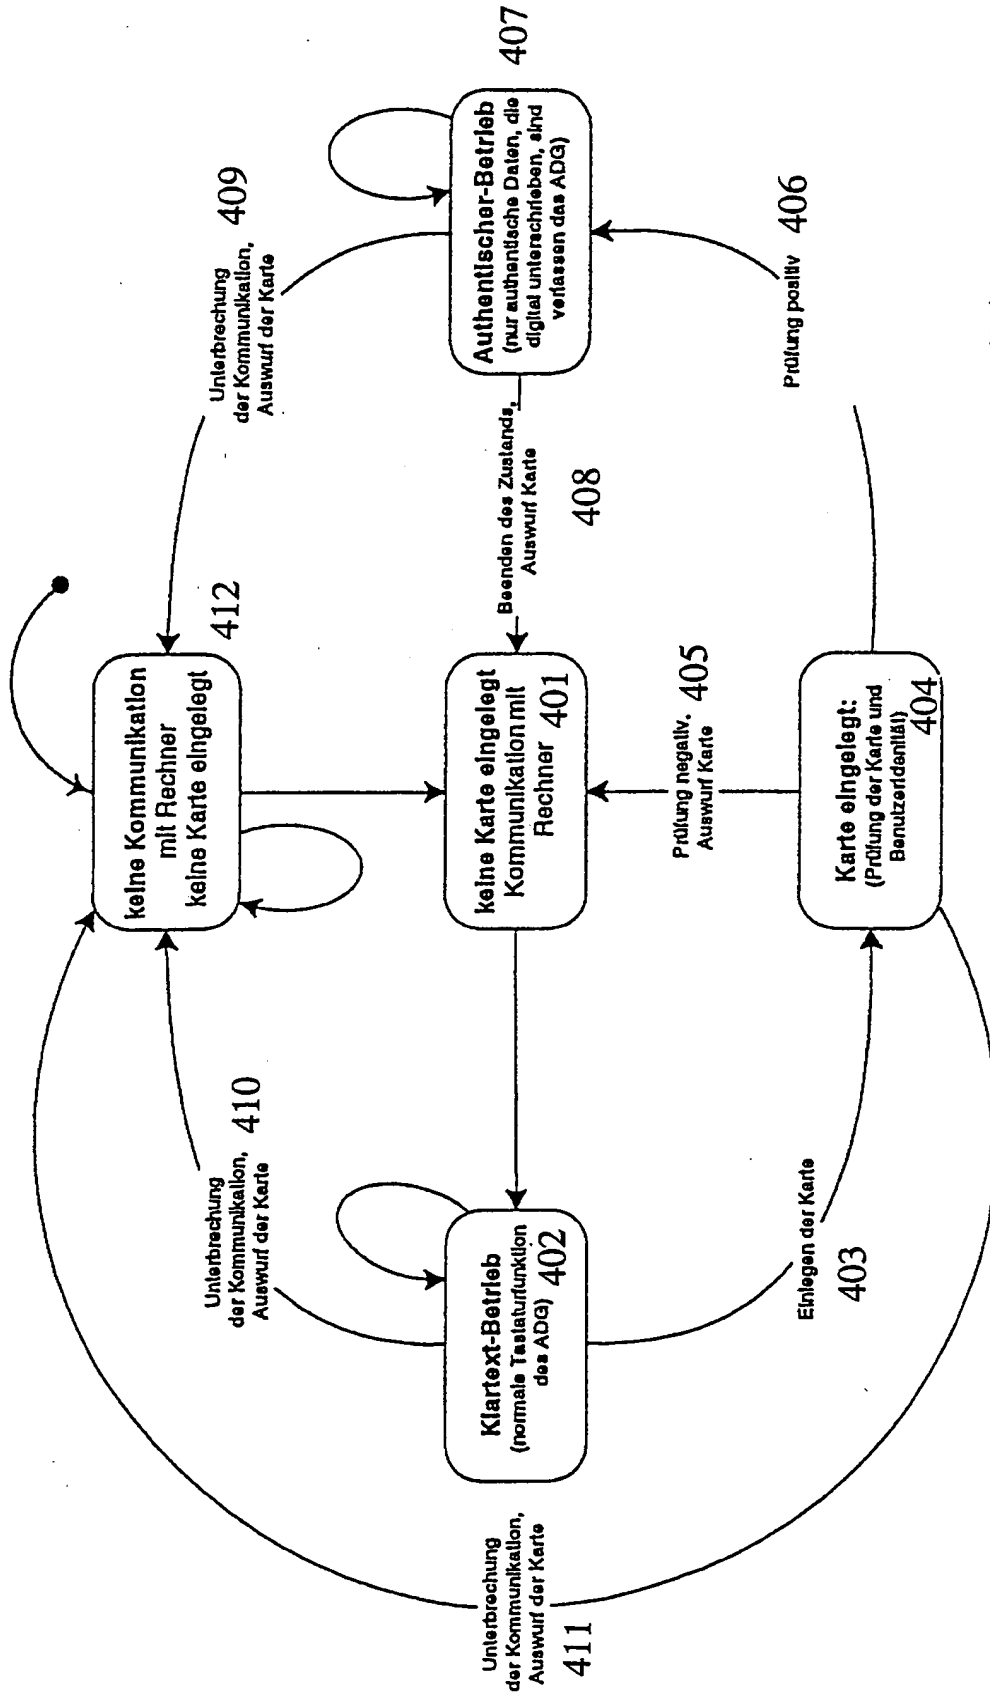 keine Kommunikation
mit Rechner
keine Karte eingelegt
412
Unterbrechung
der Kommunikation,
Auswurf der Karte
409
Unterbrechung
der Kommunikation,
Auswurf der Karte
410
Unterbrechung
der Kommunikation,
Auswurf der Karte
411
Klartext-Betrieb
(normale Tastaturfunktion
des ADG)
402
keine Karte eingelegt
Kommunikation mit
Rechner
401
Beenden des Zustands,
Auswurf Karte
408
Authentischer-Betrieb
(nur authentische Daten, die
digital unterschrieben, sind
verlassen das ADG)
407
Einlegen der Karte
403
Prüfung negativ.
Auswurf Karte
405
Prüfung positiv
406
Karte eingelegt:
(Prüfung der Karte und
Benutzeridenität)
404